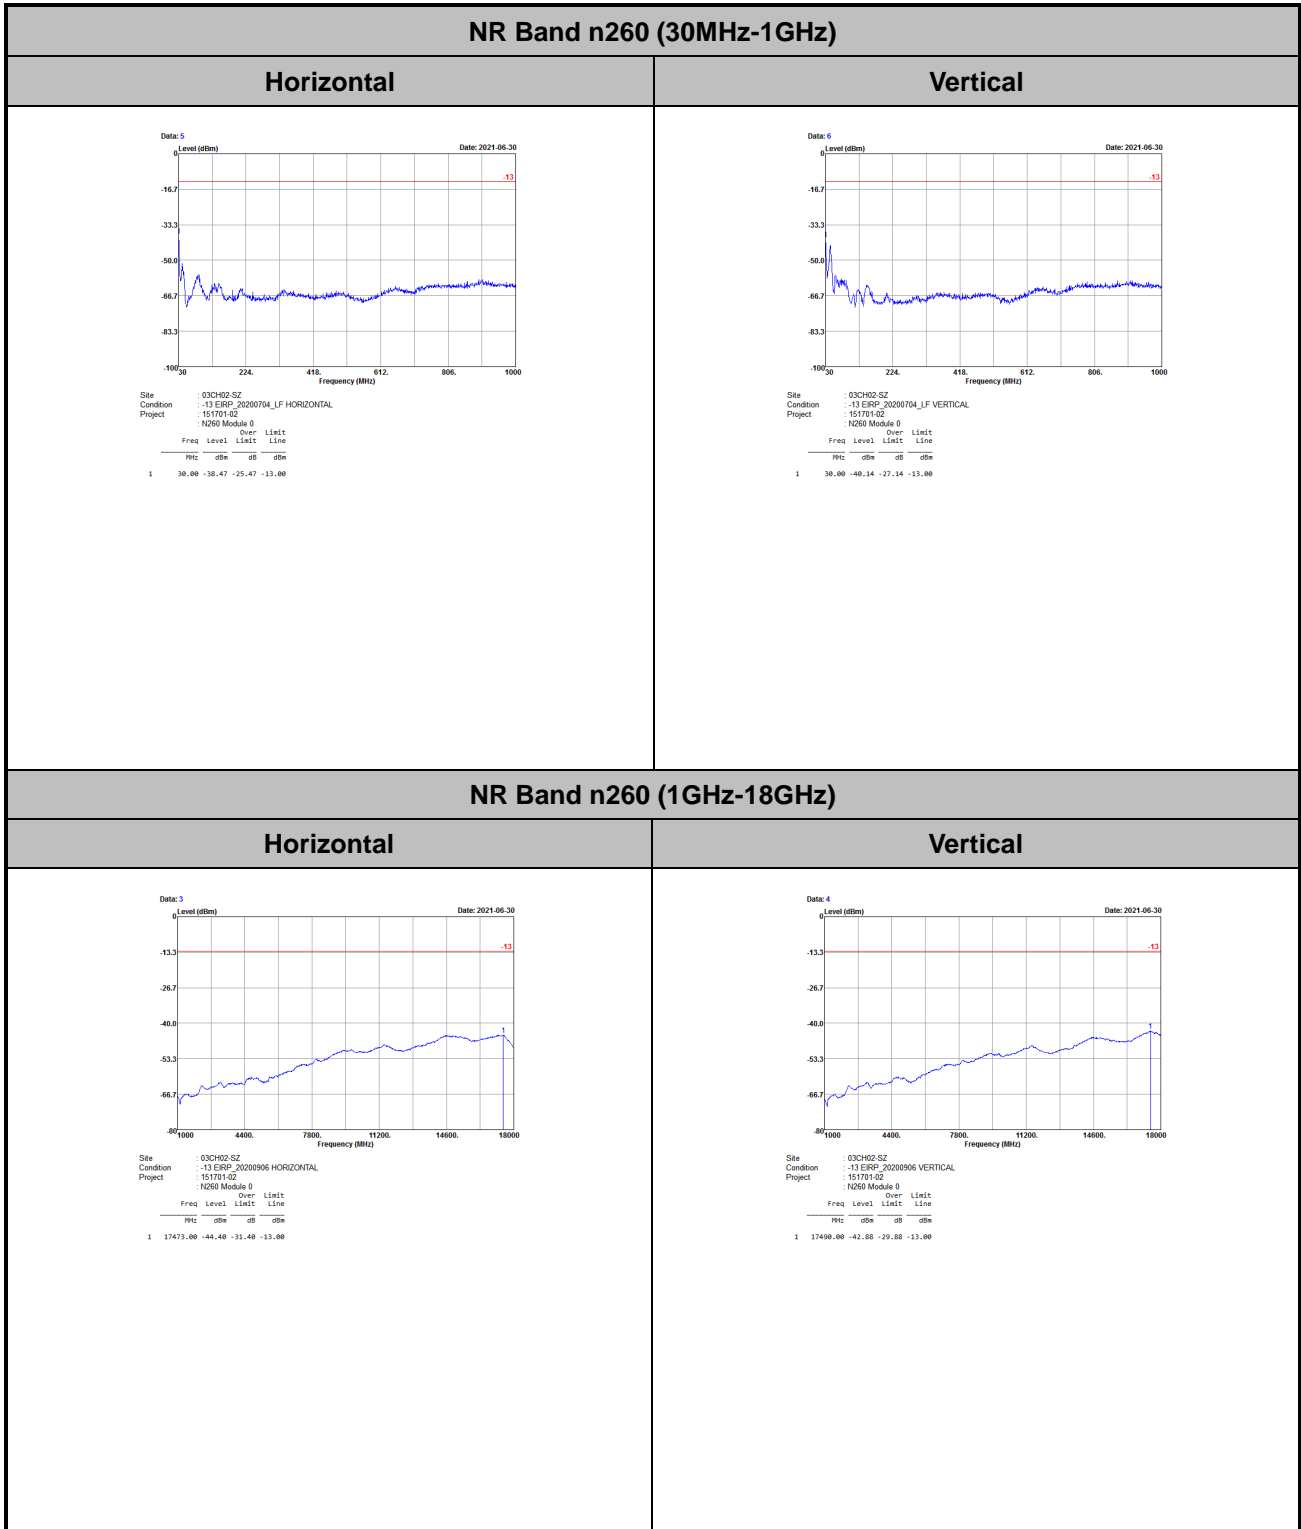 NR Band n260 (30MHz-1GHz)
Horizontal Vertical
Data: 5
Level (dBm) Date: 2021-06-30
0
-13
-16.7
-33.3
-50.0
-66.7
-83.3
-100
30 224. 418. 612. 806. 1000
Frequency (MHz)
Site : 03CH02-SZ
Condition : -13 EIRP_20200704_LF HORIZONTAL
Project : 151701-02
: N260 Module 0
Over Limit
Freq Level Limit Line
MHz dBm dB dBm
1 30.00 -38.47 -25.47 -13.00
Data: 6
Level (dBm) Date: 2021-06-30
0
-13
-16.7
-33.3
-50.0
-66.7
-83.3
-100
30 224. 418. 612. 806. 1000
Frequency (MHz)
Site : 03CH02-SZ
Condition : -13 EIRP_20200704_LF VERTICAL
Project : 151701-02
: N260 Module 0
Over Limit
Freq Level Limit Line
MHz dBm dB dBm
1 30.00 -40.14 -27.14 -13.00
NR Band n260 (1GHz-18GHz)
Horizontal Vertical
Data: 3
Level (dBm) Date: 2021-06-30
0
-13
-13.3
-26.7
-40.0
1
-53.3
-66.7
-80
1000 4400. 7800. 11200. 14600. 18000
Frequency (MHz)
Site : 03CH02-SZ
Condition : -13 EIRP_20200906 HORIZONTAL
Project : 151701-02
: N260 Module 0
Over Limit
Freq Level Limit Line
MHz dBm dB dBm
1 17473.00 -44.40 -31.40 -13.00
Data: 4
Level (dBm) Date: 2021-06-30
0
-13
-13.3
-26.7
-40.0
1
-53.3
-66.7
-80
1000 4400. 7800. 11200. 14600. 18000
Frequency (MHz)
Site : 03CH02-SZ
Condition : -13 EIRP_20200906 VERTICAL
Project : 151701-02
: N260 Module 0
Over Limit
Freq Level Limit Line
MHz dBm dB dBm
1 17490.00 -42.88 -29.88 -13.00